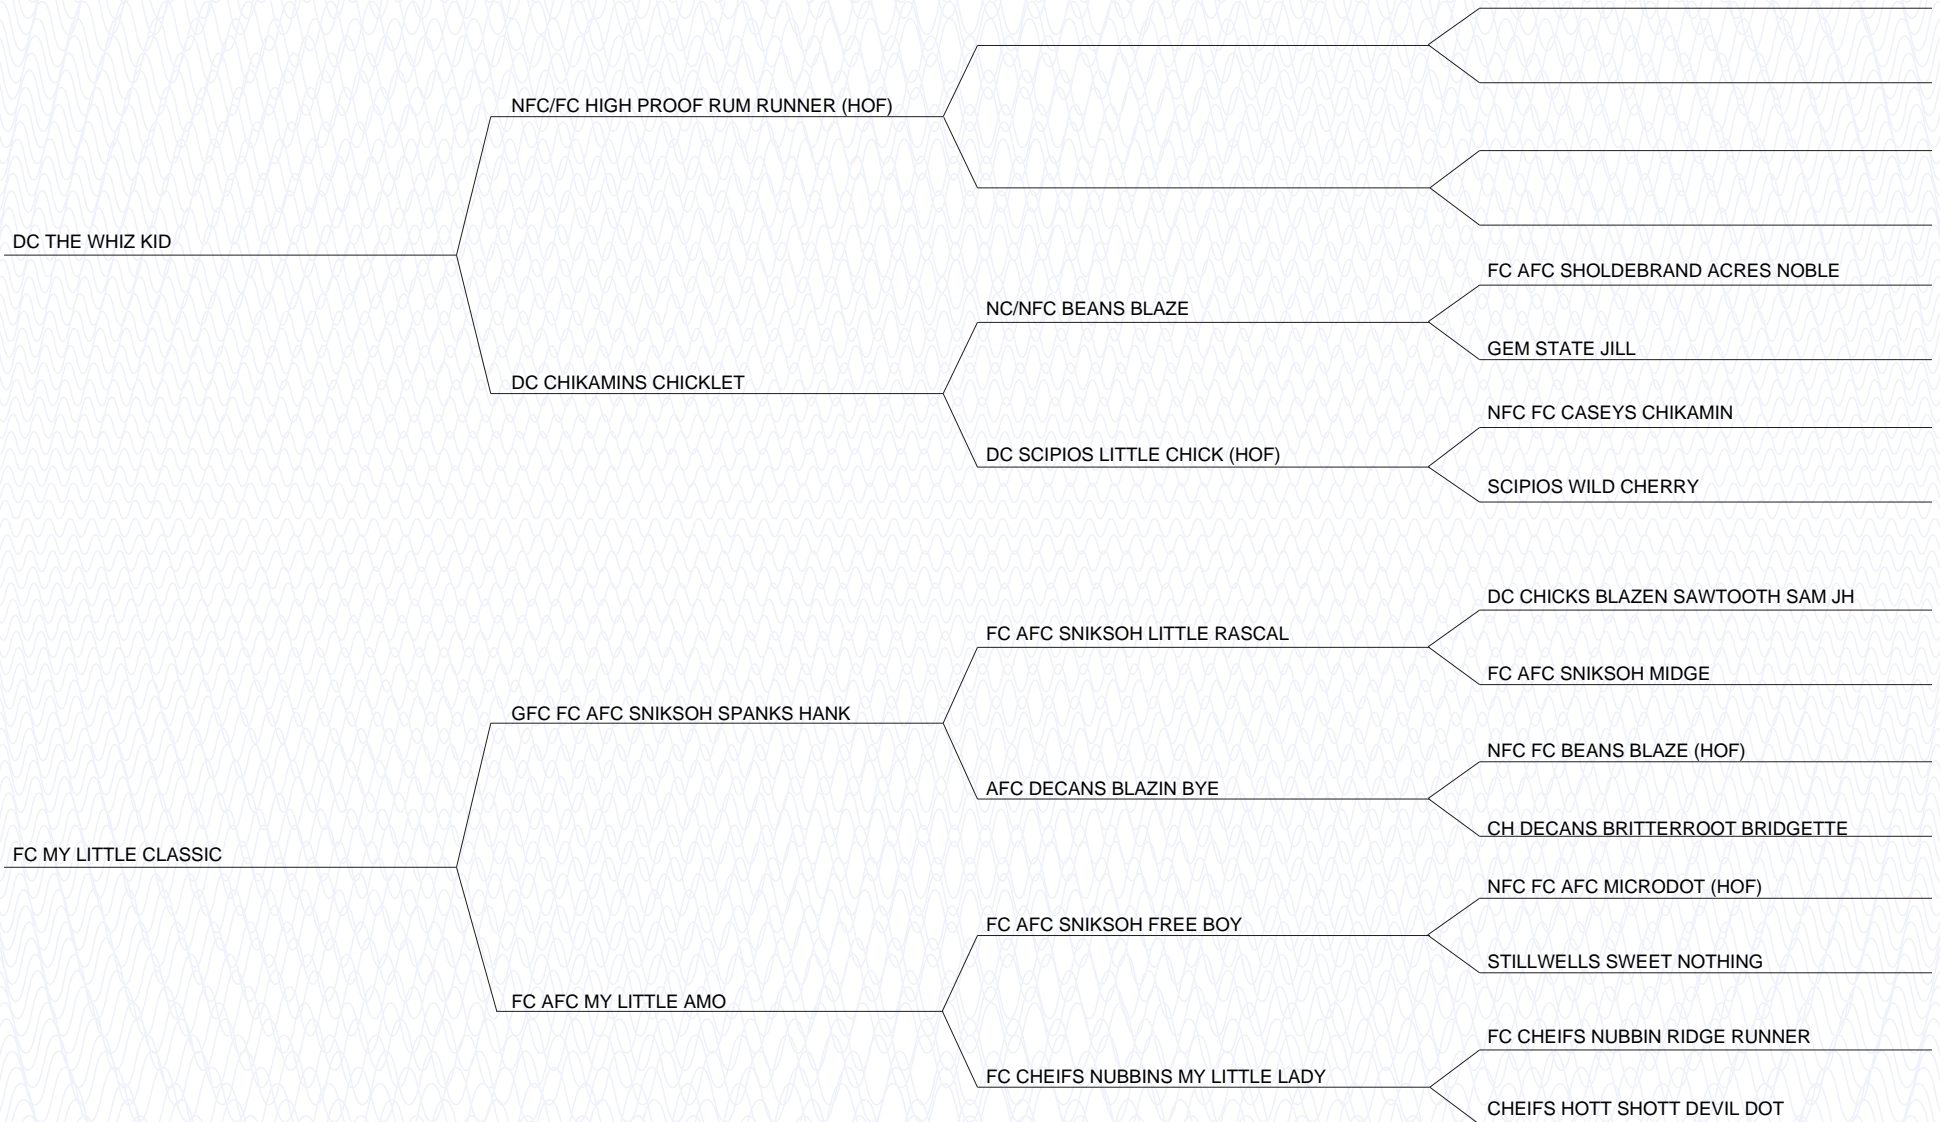 NFC/FC HIGH PROOF RUM RUNNER (HOF)
DC THE WHIZ KID
FC AFC SHOLDEBRAND ACRES NOBLE
NC/NFC BEANS BLAZE
GEM STATE JILL
DC CHIKAMINS CHICKLET
NFC FC CASEYS CHIKAMIN
DC SCIPIOS LITTLE CHICK (HOF)
SCIPIOS WILD CHERRY
DC CHICKS BLAZEN SAWTOOTH SAM JH
FC AFC SNIKSOH LITTLE RASCAL
FC AFC SNIKSOH MIDGE
GFC FC AFC SNIKSOH SPANKS HANK
NFC FC BEANS BLAZE (HOF)
AFC DECANS BLAZIN BYE
CH DECANS BRITTERROOT BRIDGETTE
FC MY LITTLE CLASSIC
NFC FC AFC MICRODOT (HOF)
FC AFC SNIKSOH FREE BOY
STILLWELLS SWEET NOTHING
FC AFC MY LITTLE AMO
FC CHEIFS NUBBIN RIDGE RUNNER
FC CHEIFS NUBBINS MY LITTLE LADY
CHEIFS HOTT SHOTT DEVIL DOT